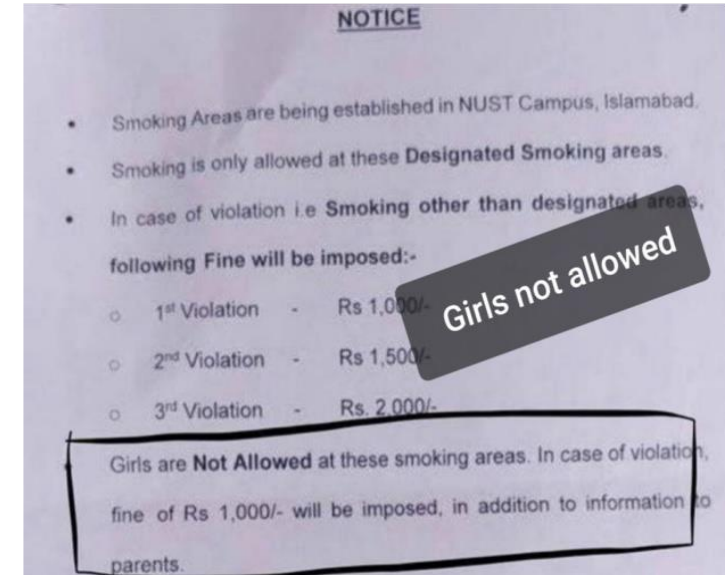 NOTICE
• Smoking Areas are being established in NUST Campus, Islamabad.
• Smoking is only allowed at these Designated Smoking areas.
• In case of violation i.e Smoking other than designated areas,
following Fine will be imposed:-
○ 1st Violation - Rs 1,000/-
○ 2nd Violation - Rs 1,500/-
○ 3rd Violation - Rs. 2,000/-
Girls not allowed
Girls are Not Allowed at these smoking areas. In case of violation,
fine of Rs 1,000/- will be imposed, in addition to information to
parents.